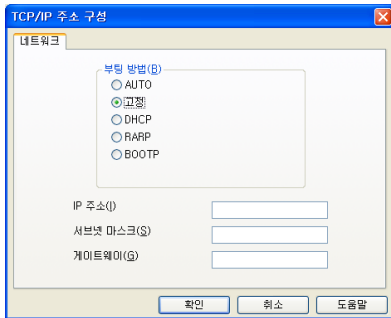 TCP/IP 주소 구성
네트워크
부팅 방법(B)
AUTO
고정
DHCP
RARP
BOOTP
IP 주소(I)
서브넷 마스크(S)
게이트웨이(G)
확인 취소 도움말